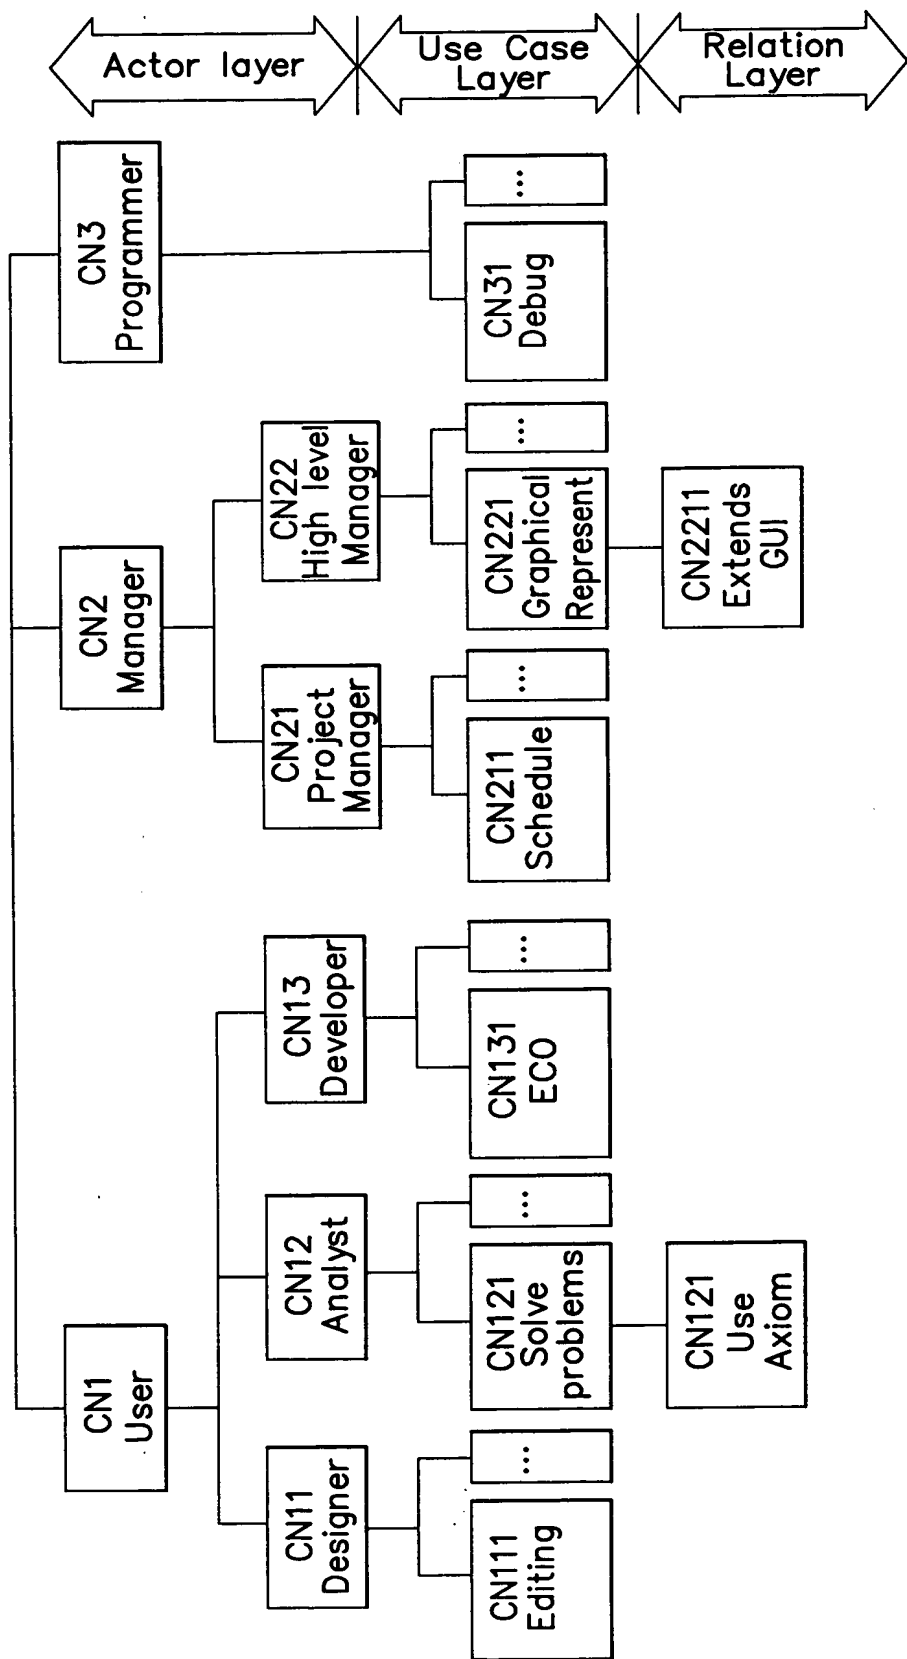 Actor layer
Use Case
Layer
Relation
Layer
CN1
User
CN2
Manager
CN3
Programmer
CN11
Designer
CN12
Analyst
CN13
Developer
CN21
Project
Manager
CN22
High level
Manager
CN111
Editing
...
CN121
Solve
problems
...
CN131
ECO
...
CN211
Schedule
...
CN221
Graphical
Represent
...
CN31
Debug
...
CN121
Use
Axiom
CN2211
Extends
GUI